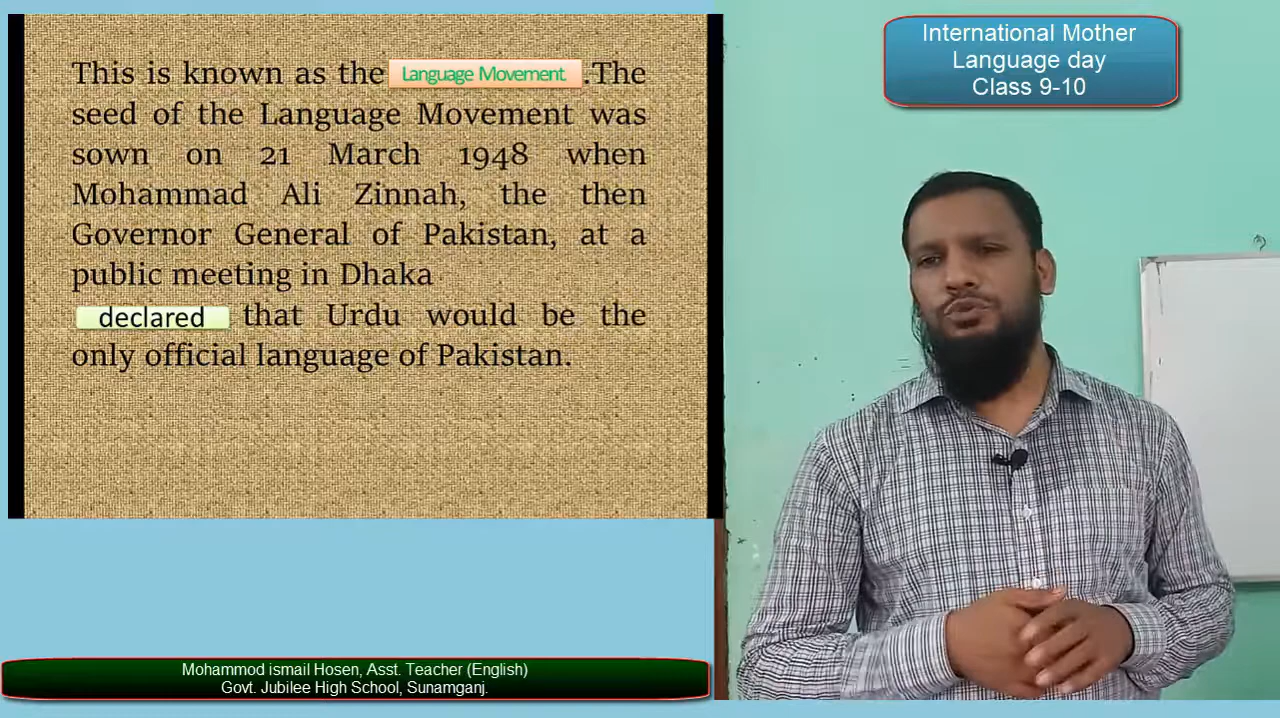 This is known as the Language Movement .The
seed of the Language Movement was
sown on 21 March 1948 when
Mohammad Ali Zinnah, the then
Governor General of Pakistan, at a
public meeting in Dhaka
declared that Urdu would be the
only official language of Pakistan.
International Mother
Language day
Class 9-10
Mohammod ismail Hosen, Asst. Teacher (English)
Govt. Jubilee High School, Sunamganj.